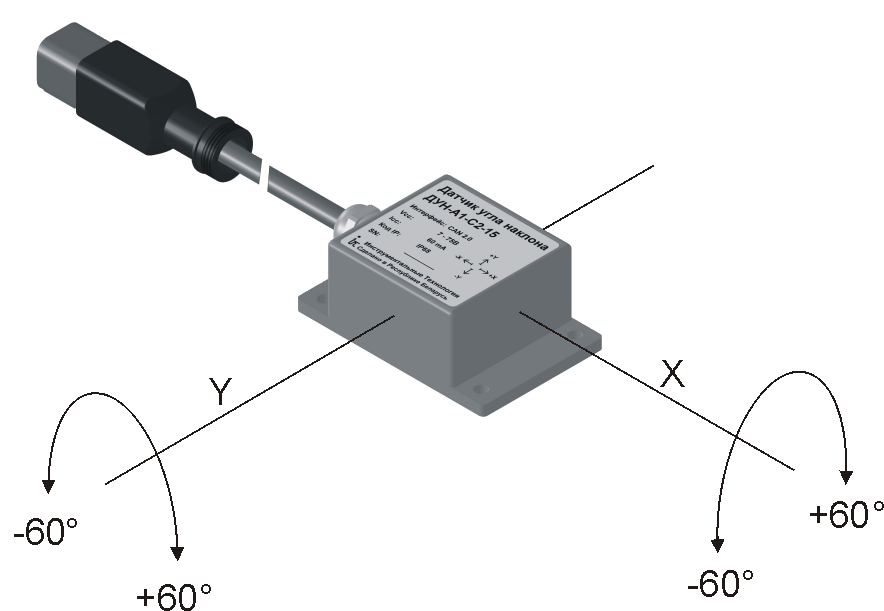 Датчик угла наклона
ДУН-А1-С2-15
Интерфейс: CAN 2.0
Vcc: 7 - 75В
Icc: 60 mA
Код IP: IP68
SN:
+Y
-X
+X
-Y
Инструментальные Технологии
Сделано в Республике Беларусь
Y
X
-60°
+60°
-60°
+60°